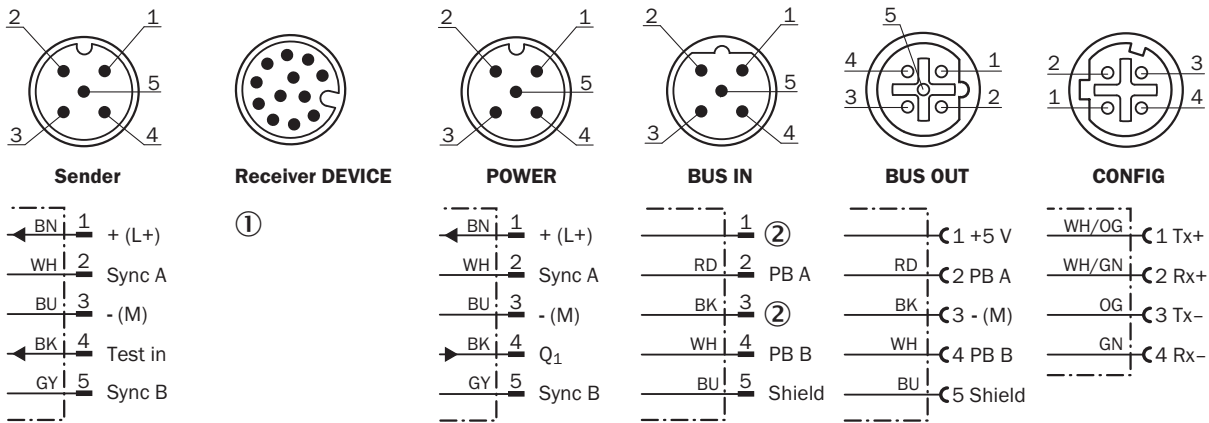 2 1
5
3 4
2 1
5
3 4
2 1
5
3 4
5
4 1
3 2
2 3
1 4
Sender
Receiver DEVICE
POWER
BUS IN
BUS OUT
CONFIG
BN 1 + (L+)
WH 2 Sync A
BU 3 - (M)
BK 4 Test in
GY 5 Sync B
①
BN 1 + (L+)
WH 2 Sync A
BU 3 - (M)
BK 4 Q1
GY 5 Sync B
1 ②
RD 2 PB A
BK 3 ②
WH 4 PB B
BU 5 Shield
1 +5 V
RD 2 PB A
BK 3 - (M)
WH 4 PB B
BU 5 Shield
WH/OG 1 Tx+
WH/GN 2 Rx+
OG 3 Tx–
GN 4 Rx–